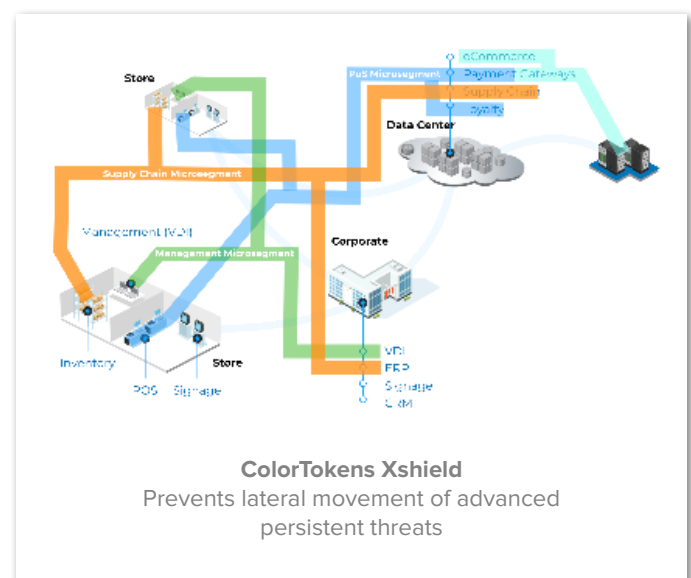 eCommerce
Store
PoS Microsegment
Payment Gateways
Supply Chain
Loyalty
Data Center
Supply Chain Microsegment
Management (VDI)
Corporate
Management Microsegment
VDI
Inventory
Store
ERP
POS
Signage
Signage
CRM
ColorTokens Xshield
Prevents lateral movement of advanced
persistent threats